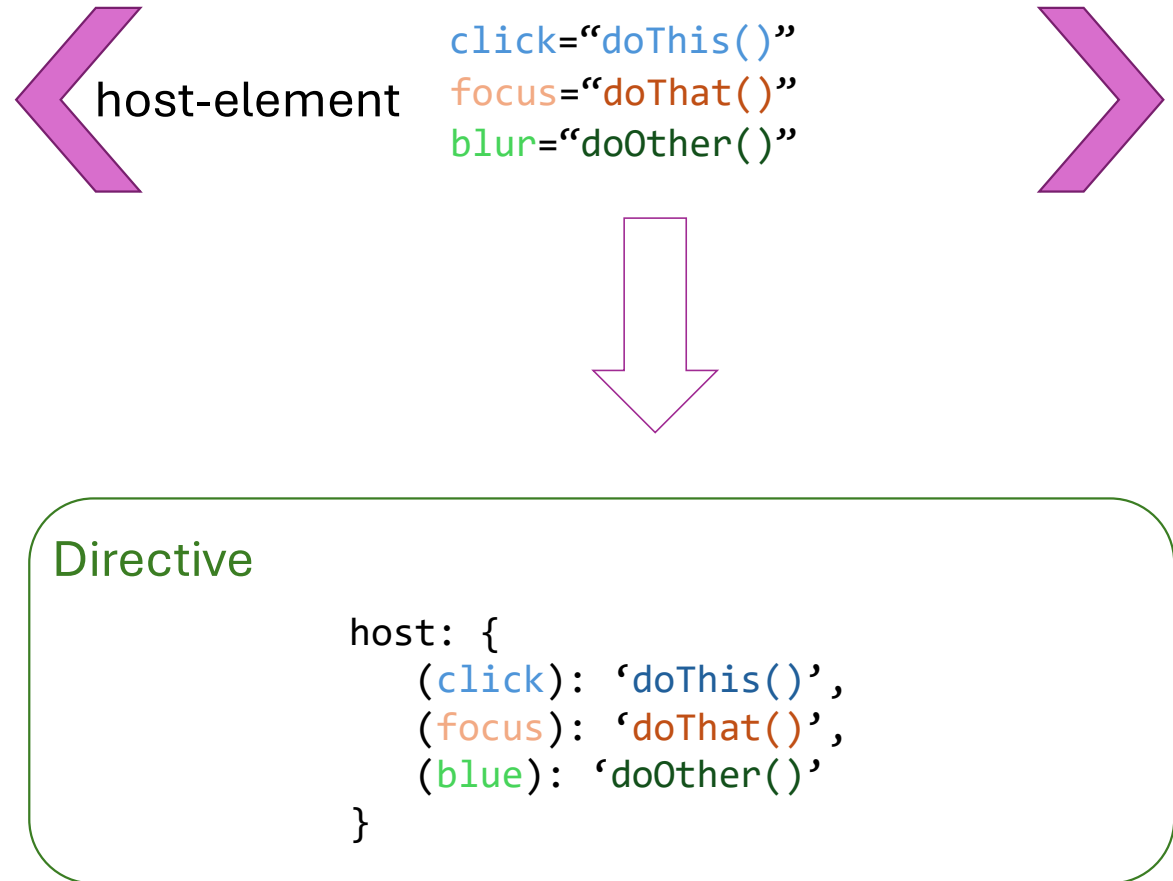 host-element
click=“doThis()”
focus=“doThat()”
blur=“doOther()”
Directive
host: {
(click): ‘doThis()’,
(focus): ‘doThat()’,
(blue): ‘doOther()’
}